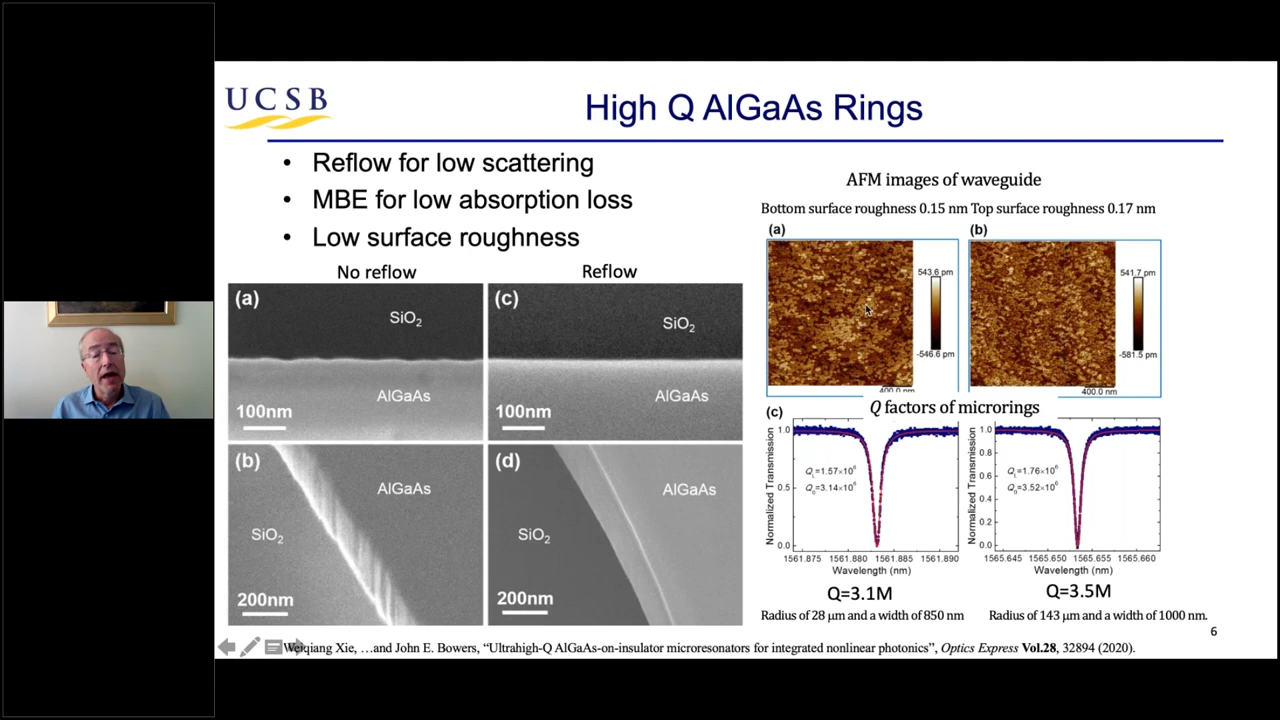 UCSB
High Q AlGaAs Rings
• Reflow for low scattering
• MBE for low absorption loss
• Low surface roughness
No reflow
Reflow
(a)
SiO2
AlGaAs
100nm
(c)
SiO2
AlGaAs
100nm
(b)
AlGaAs
SiO2
200nm
(d)
AlGaAs
SiO2
200nm
AFM images of waveguide
Bottom surface roughness 0.15 nm Top surface roughness 0.17 nm
(a)
543.6 pm
-546.6 pm
400.0 nm
(b)
541.7 pm
-581.5 pm
400.0 nm
Q factors of microrings
(c)
Normalized Transmission
1.0
0.5
0.0
QL=1.57×10⁶
Q0=3.14×10⁶
1561.875 1561.880 1561.885 1561.890
Wavelength (nm)
Normalized Transmission
1.0
0.8
0.6
0.4
0.2
0.0
QL=1.76×10⁶
Q0=3.52×10⁶
1565.645 1565.650 1565.655 1565.660
Wavelength (nm)
Q=3.1M
Q=3.5M
Radius of 28 μm and a width of 850 nm
Radius of 143 μm and a width of 1000 nm.
6
Weiqiang Xie, …and John E. Bowers, “Ultrahigh-Q AlGaAs-on-insulator microresonators for integrated nonlinear photonics”, Optics Express Vol.28, 32894 (2020).